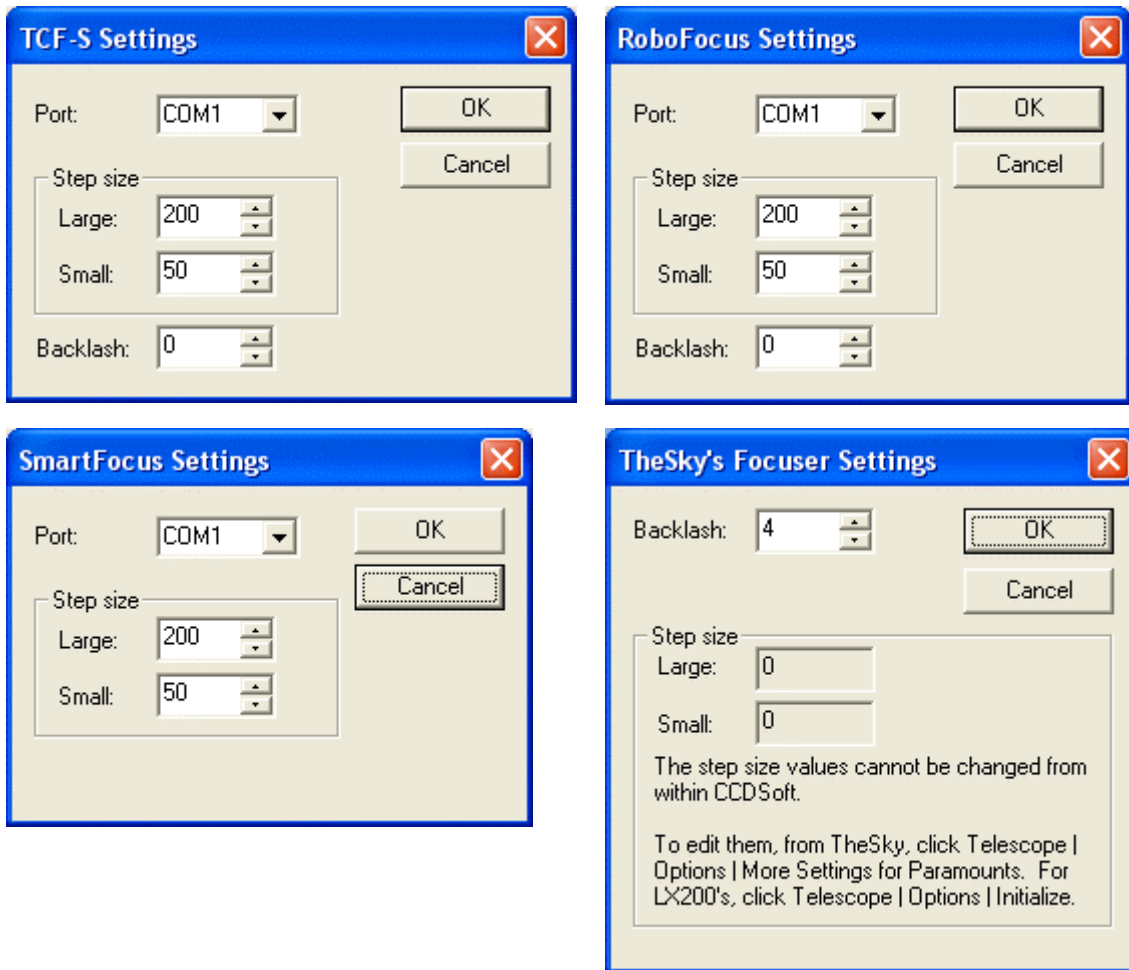 TCF-S Settings
Port:
COM1
OK
Cancel
Step size
Large:
200
Small:
50
Backlash:
0
RoboFocus Settings
Port:
COM1
OK
Cancel
Step size
Large:
200
Small:
50
Backlash:
0
SmartFocus Settings
Port:
COM1
OK
Cancel
Step size
Large:
200
Small:
50
TheSky's Focuser Settings
Backlash:
4
OK
Cancel
Step size
Large:
0
Small:
0
The step size values cannot be changed from
within CCDSoft.
To edit them, from TheSky, click Telescope |
Options | More Settings for Paramounts.  For
LX200's, click Telescope | Options | Initialize.